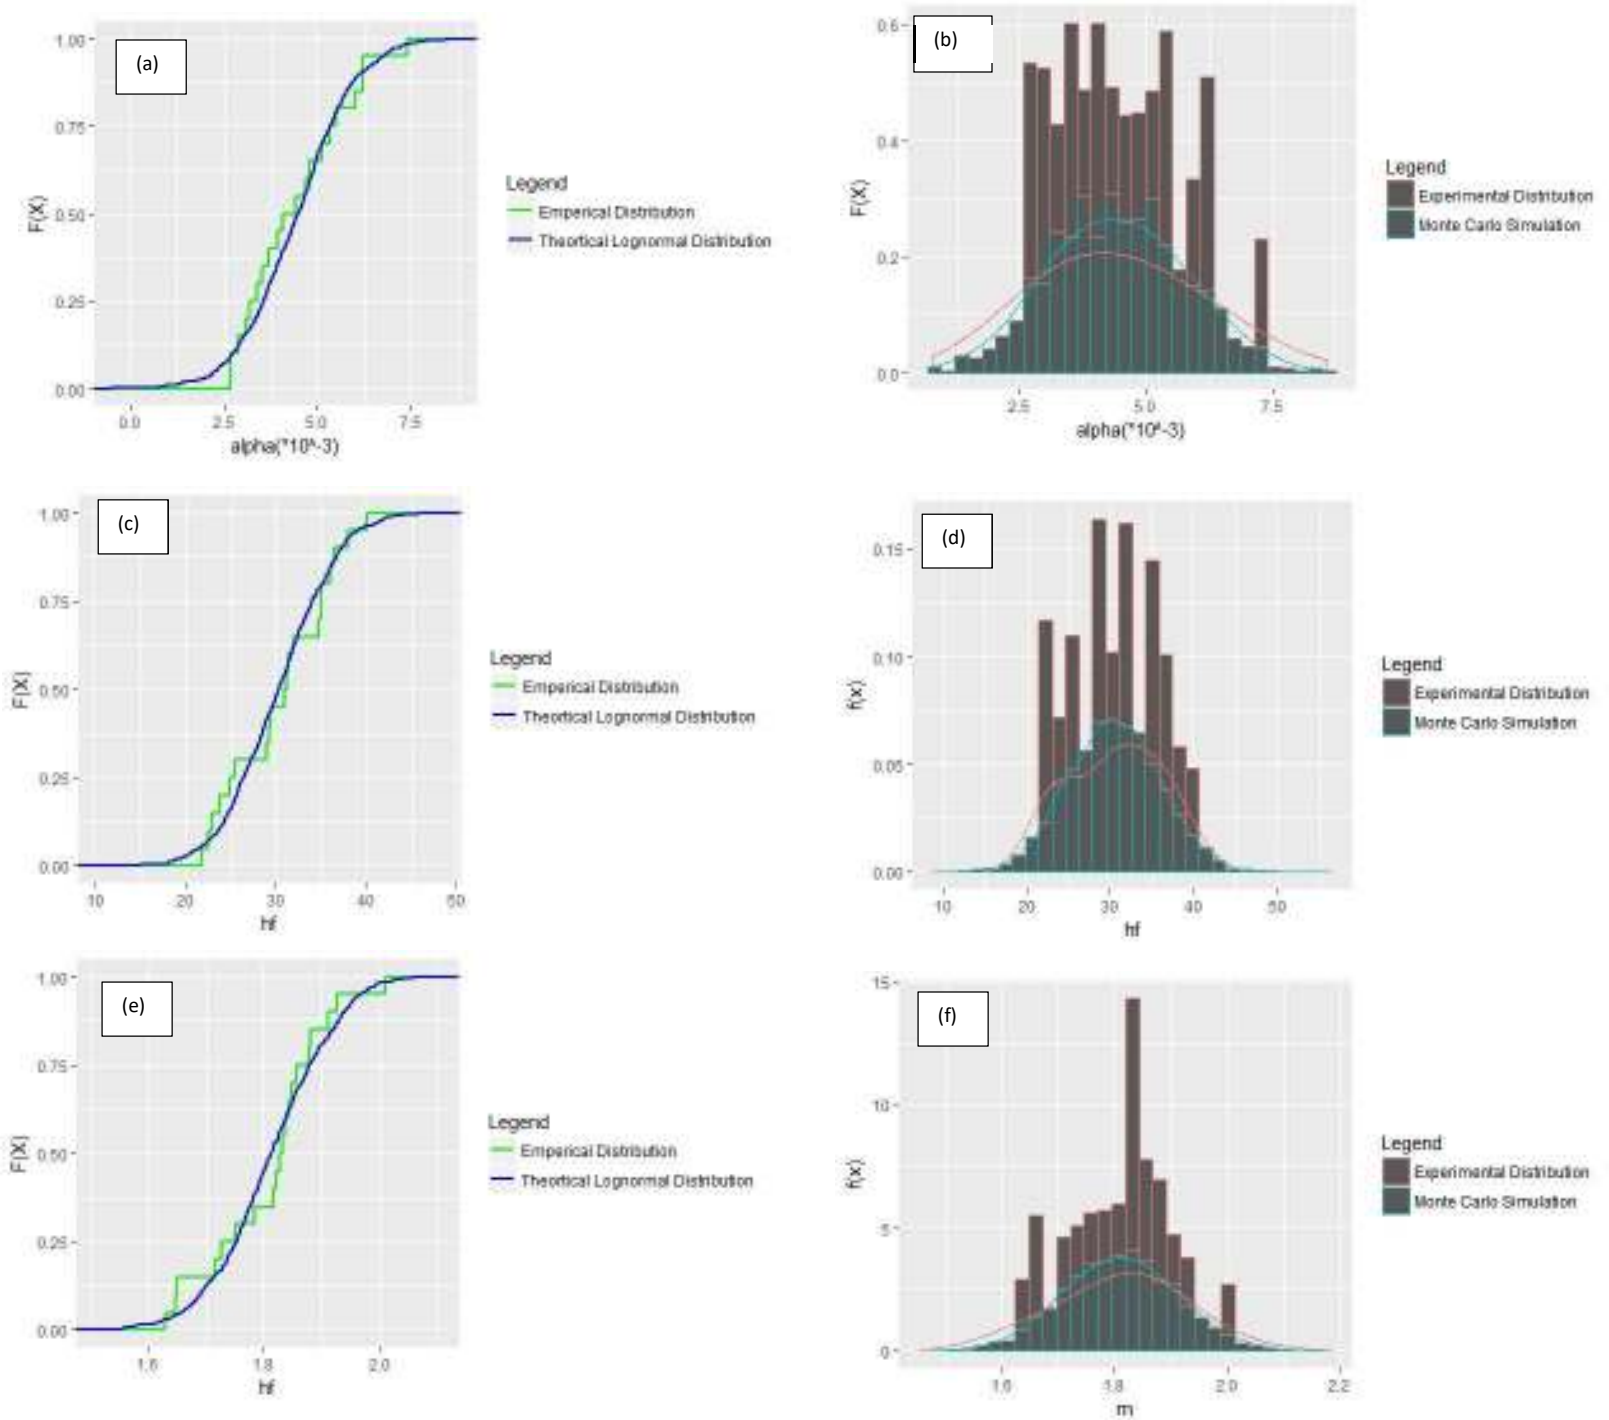 (a)
1.00
0.75
0.50
0.25
0.00
F(X)
0.0 2.5 5.0 7.5
alpha(*10^-3)
Legend
Emperical Distribution
Theortical Lognormal Distribution
(b)
0.6
0.4
0.2
0.0
F(X)
2.5 5.0 7.5
alpha(*10^-3)
Legend
Experimental Distribution
Monte Carlo Simulation
(c)
1.00
0.75
0.50
0.25
0.00
F(X)
10 20 30 40 50
hf
Legend
Emperical Distribution
Theortical Lognormal Distribution
(d)
0.15
0.10
0.05
0.00
f(x)
10 20 30 40 50
hf
Legend
Experimental Distribution
Monte Carlo Simulation
(e)
1.00
0.75
0.50
0.25
0.00
F(X)
1.6 1.8 2.0
hf
Legend
Emperical Distribution
Theortical Lognormal Distribution
(f)
15
10
5
0
f(x)
1.6 1.8 2.0 2.2
m
Legend
Experimental Distribution
Monte Carlo Simulation